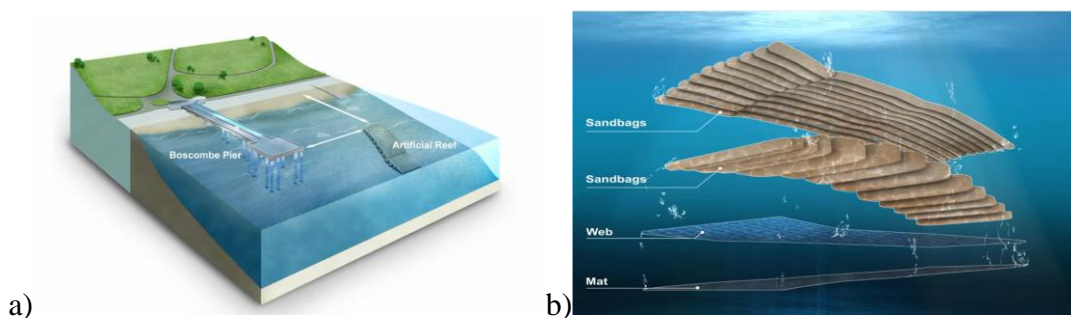 a)
Boscombe Pier
Artificial Reef
b)
Sandbags
Sandbags
Web
Mat